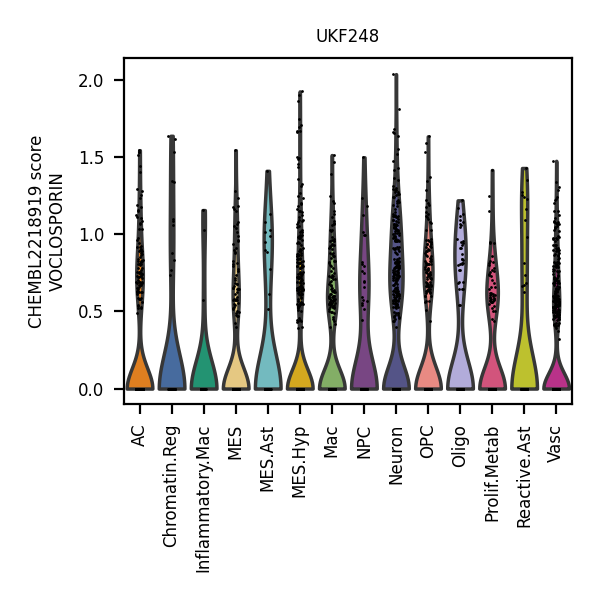 UKF248
CHEMBL2218919 score
VOCLOSPORIN
2.0
1.5
1.0
0.5
0.0
AC
Chromatin.Reg
Inflammatory.Mac
MES
MES.Ast
MES.Hyp
Mac
NPC
Neuron
OPC
Oligo
Prolif.Metab
Reactive.Ast
Vasc